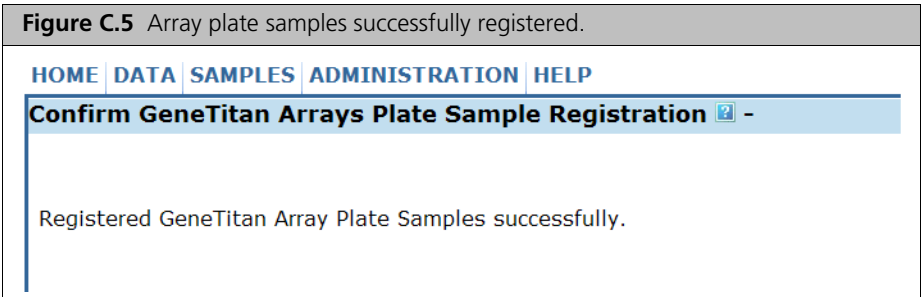 Figure C.5 Array plate samples successfully registered.
HOME DATA SAMPLES ADMINISTRATION HELP
Confirm GeneTitan Arrays Plate Sample Registration ? -
Registered GeneTitan Array Plate Samples successfully.